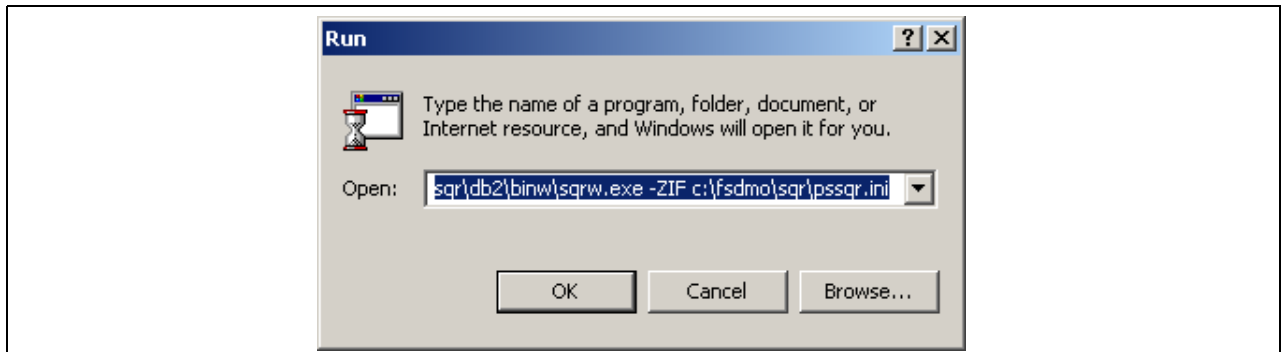 Run
Type the name of a program, folder, document, or
Internet resource, and Windows will open it for you.
Open: sqr\db2\binw\sqrw.exe -ZIF c:\fsdmo\sqr\pssqr.ini
OK Cancel Browse...